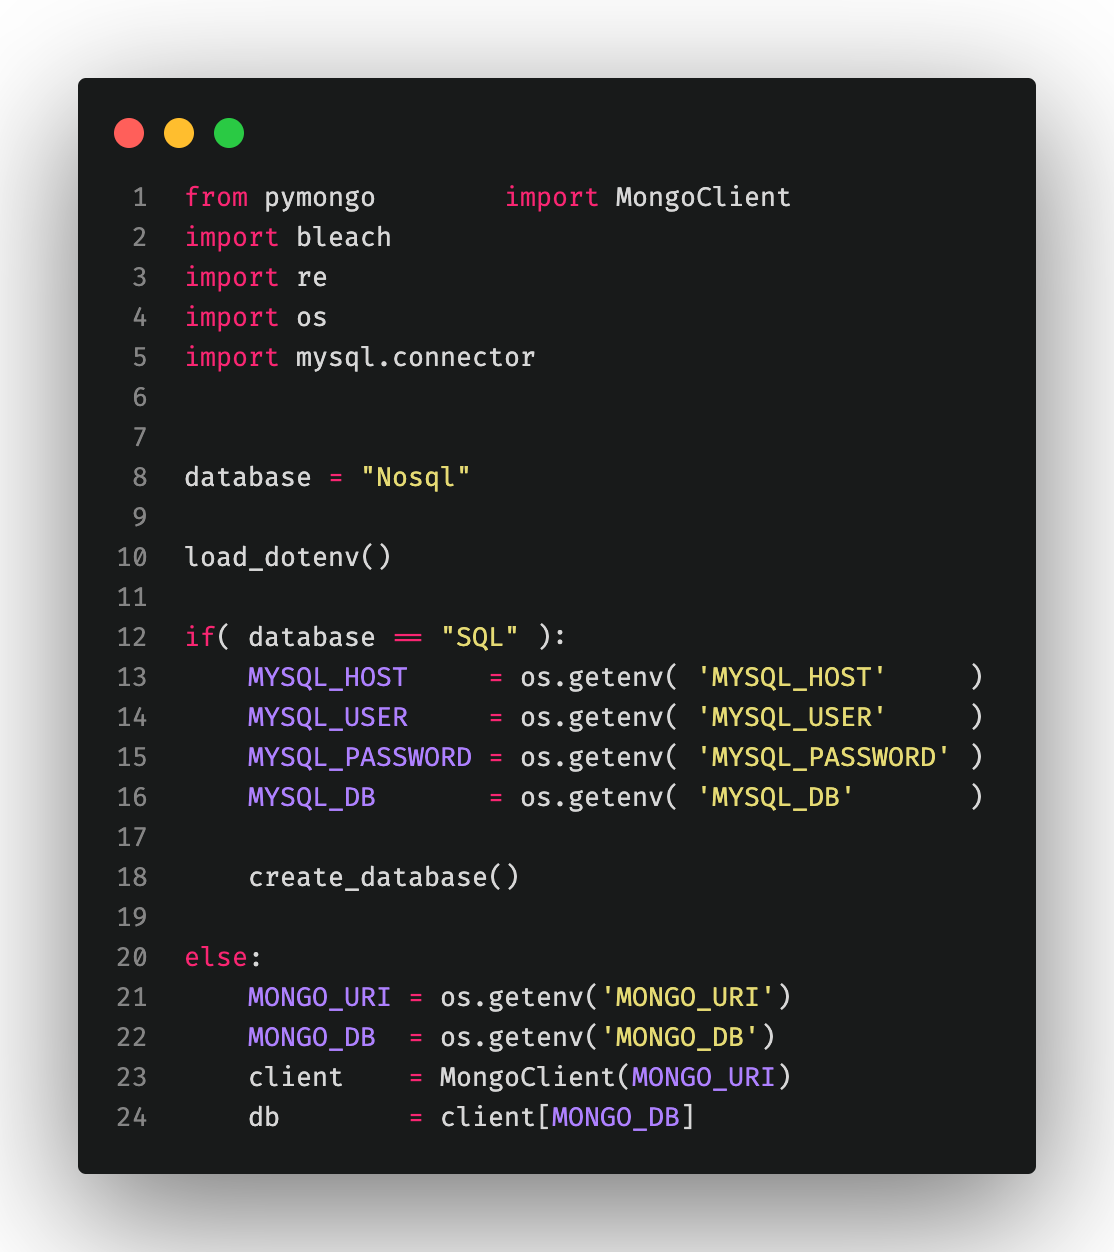 1 from pymongo        import MongoClient
2 import bleach
3 import re
4 import os
5 import mysql.connector
6
7
8 database = "Nosql"
9
10 load_dotenv()
11
12 if( database == "SQL" ):
13     MYSQL_HOST     = os.getenv( 'MYSQL_HOST'     )
14     MYSQL_USER     = os.getenv( 'MYSQL_USER'     )
15     MYSQL_PASSWORD = os.getenv( 'MYSQL_PASSWORD' )
16     MYSQL_DB       = os.getenv( 'MYSQL_DB'       )
17
18     create_database()
19
20 else:
21     MONGO_URI = os.getenv('MONGO_URI')
22     MONGO_DB  = os.getenv('MONGO_DB')
23     client    = MongoClient(MONGO_URI)
24     db        = client[MONGO_DB]